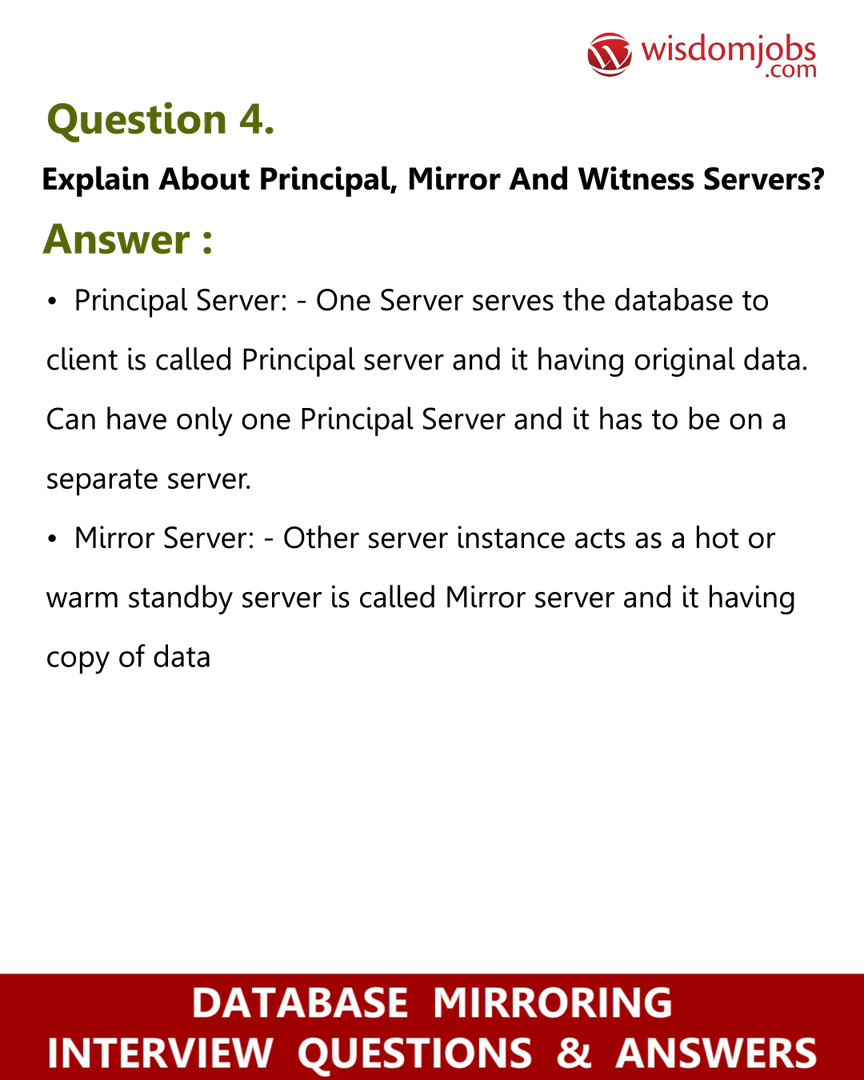 wisdomjobs
.com
Question 4.
Explain About Principal, Mirror And Witness Servers?
Answer :
• Principal Server: - One Server serves the database to
client is called Principal server and it having original data.
Can have only one Principal Server and it has to be on a
separate server.
• Mirror Server: - Other server instance acts as a hot or
warm standby server is called Mirror server and it having
copy of data
DATABASE MIRRORING
INTERVIEW QUESTIONS & ANSWERS